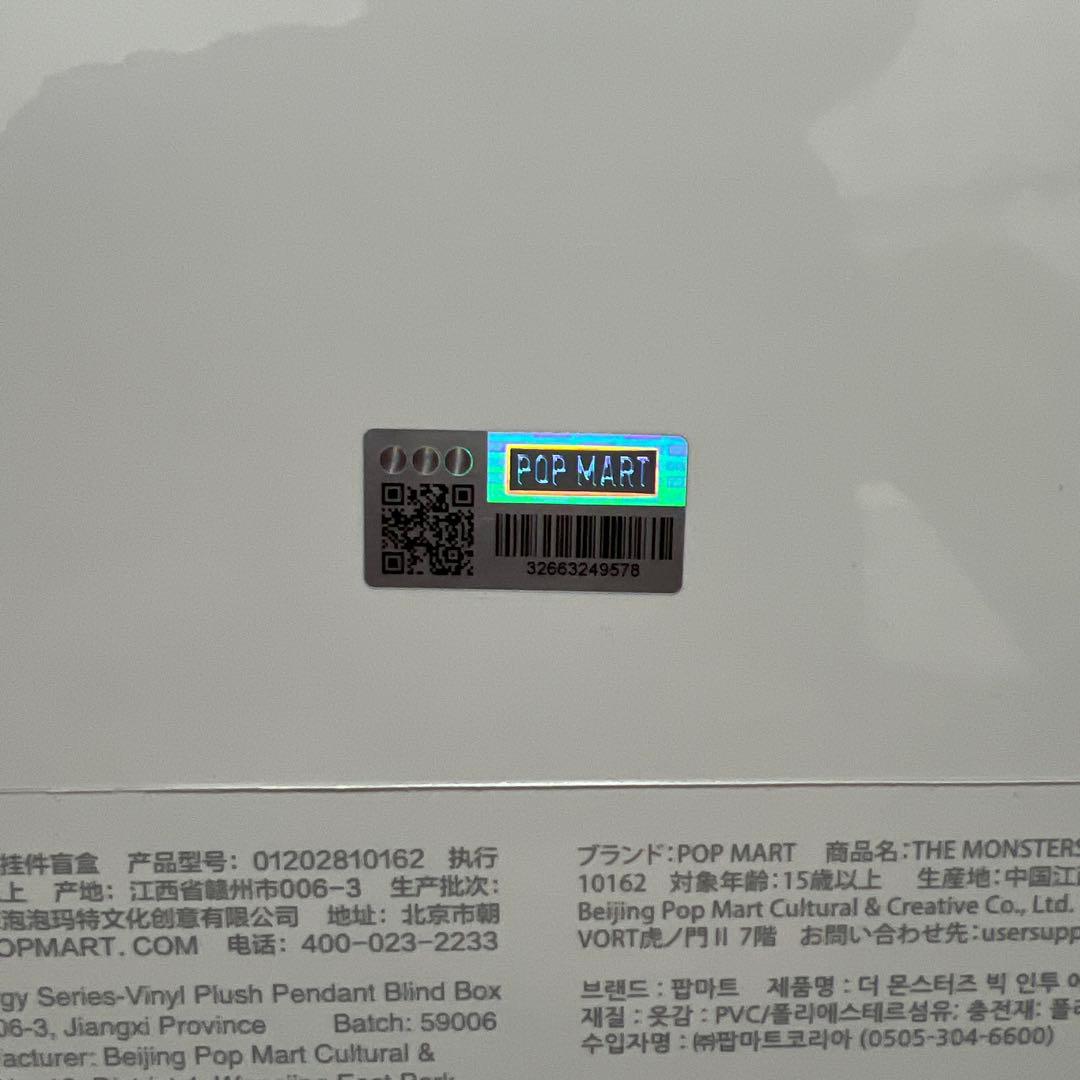 POP MART
32663249578
挂件盲盒 产品型号: 01202810162 执行
上 产地: 江西省赣州市006-3 生产批次:
泡泡玛特文化创意有限公司 地址: 北京市朝
OPMART. COM 电话: 400-023-2233
gy Series-Vinyl Plush Pendant Blind Box
06-3, Jiangxi Province Batch: 59006
acturer: Beijing Pop Mart Cultural &
ブランド:POP MART 商品名:THE MONSTERS
10162 対象年齢:15歳以上 生産地:中国江西
Beijing Pop Mart Cultural & Creative Co., Ltd.
VORT虎ノ門Ⅱ 7階 お問い合わせ先:usersupp
브랜드 : 팝마트 제품명 : 더 몬스터즈 빅 인투
재질 : 옷감 : PVC/폴리에스테르섬유; 충전재:
수입자명 : ㈜팝마트코리아 (0505-304-6600)